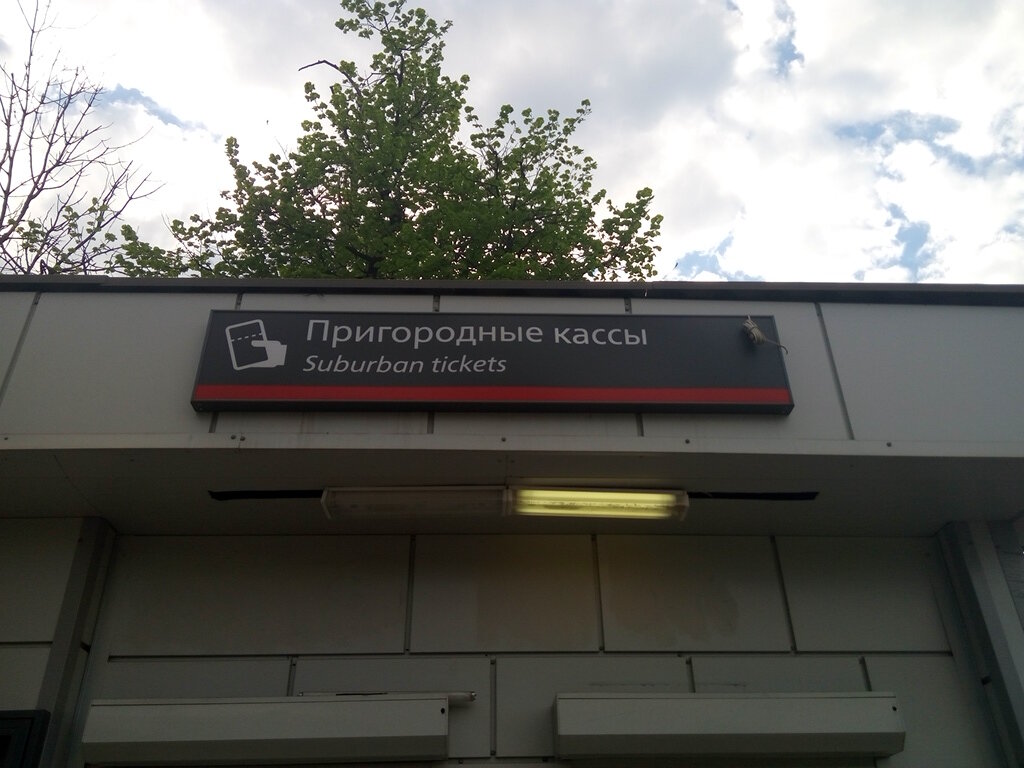 Пригородные кассы
Suburban tickets